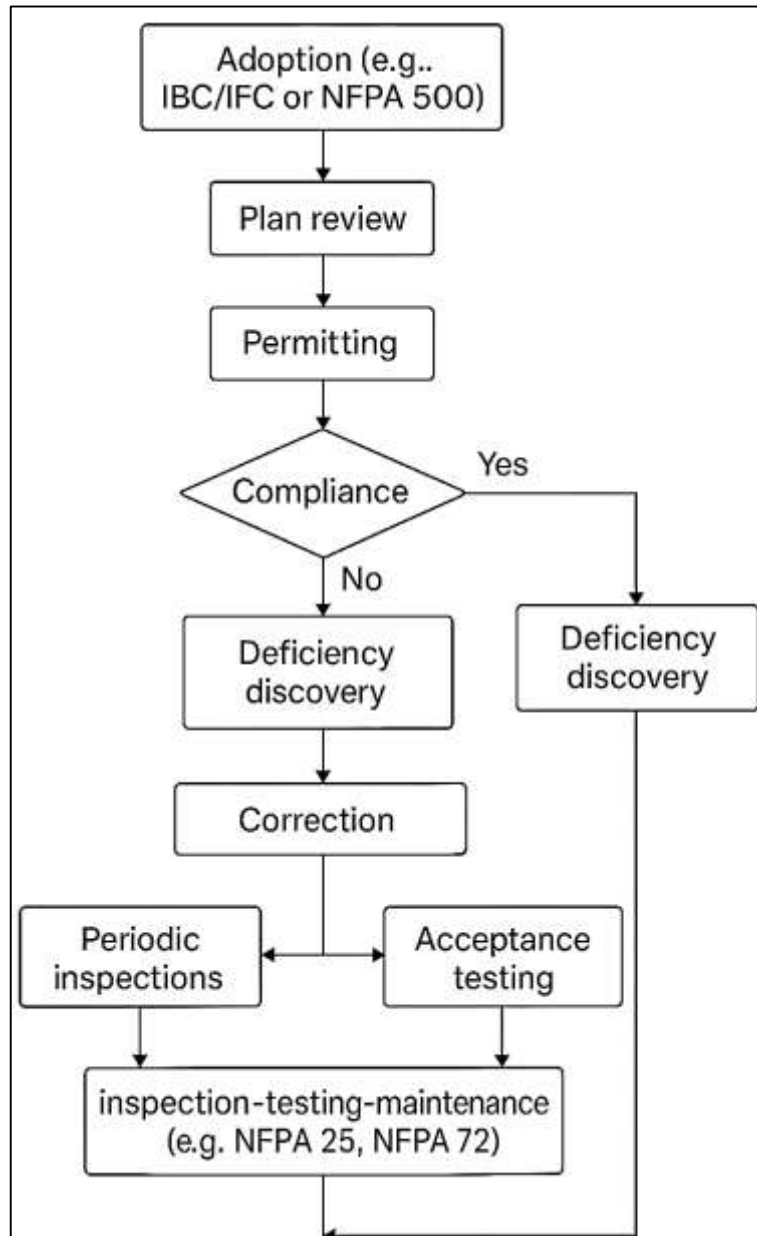 Adoption (e.g..
IBC/IFC or NFPA 500)
Plan review
Permitting
Compliance
Yes
No
Deficiency
discovery
Deficiency
discovery
Correction
Periodic
inspections
Acceptance
testing
inspection-testing-maintenance
(e.g. NFPA 25, NFPA 72)